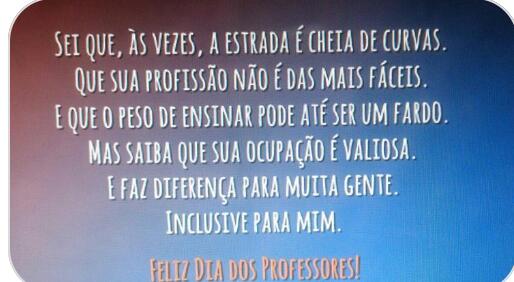 SEI QUE, ÀS VEZES, A ESTRADA É CHEIA DE CURVAS.
QUE SUA PROFISSÃO NÃO É DAS MAIS FÁCEIS.
E QUE O PESO DE ENSINAR PODE ATÉ SER UM FARDO.
MAS SAIBA QUE SUA OCUPAÇÃO É VALIOSA.
E FAZ DIFERENÇA PARA MUITA GENTE.
INCLUSIVE PARA MIM.
FELIZ DIA DOS PROFESSORES!